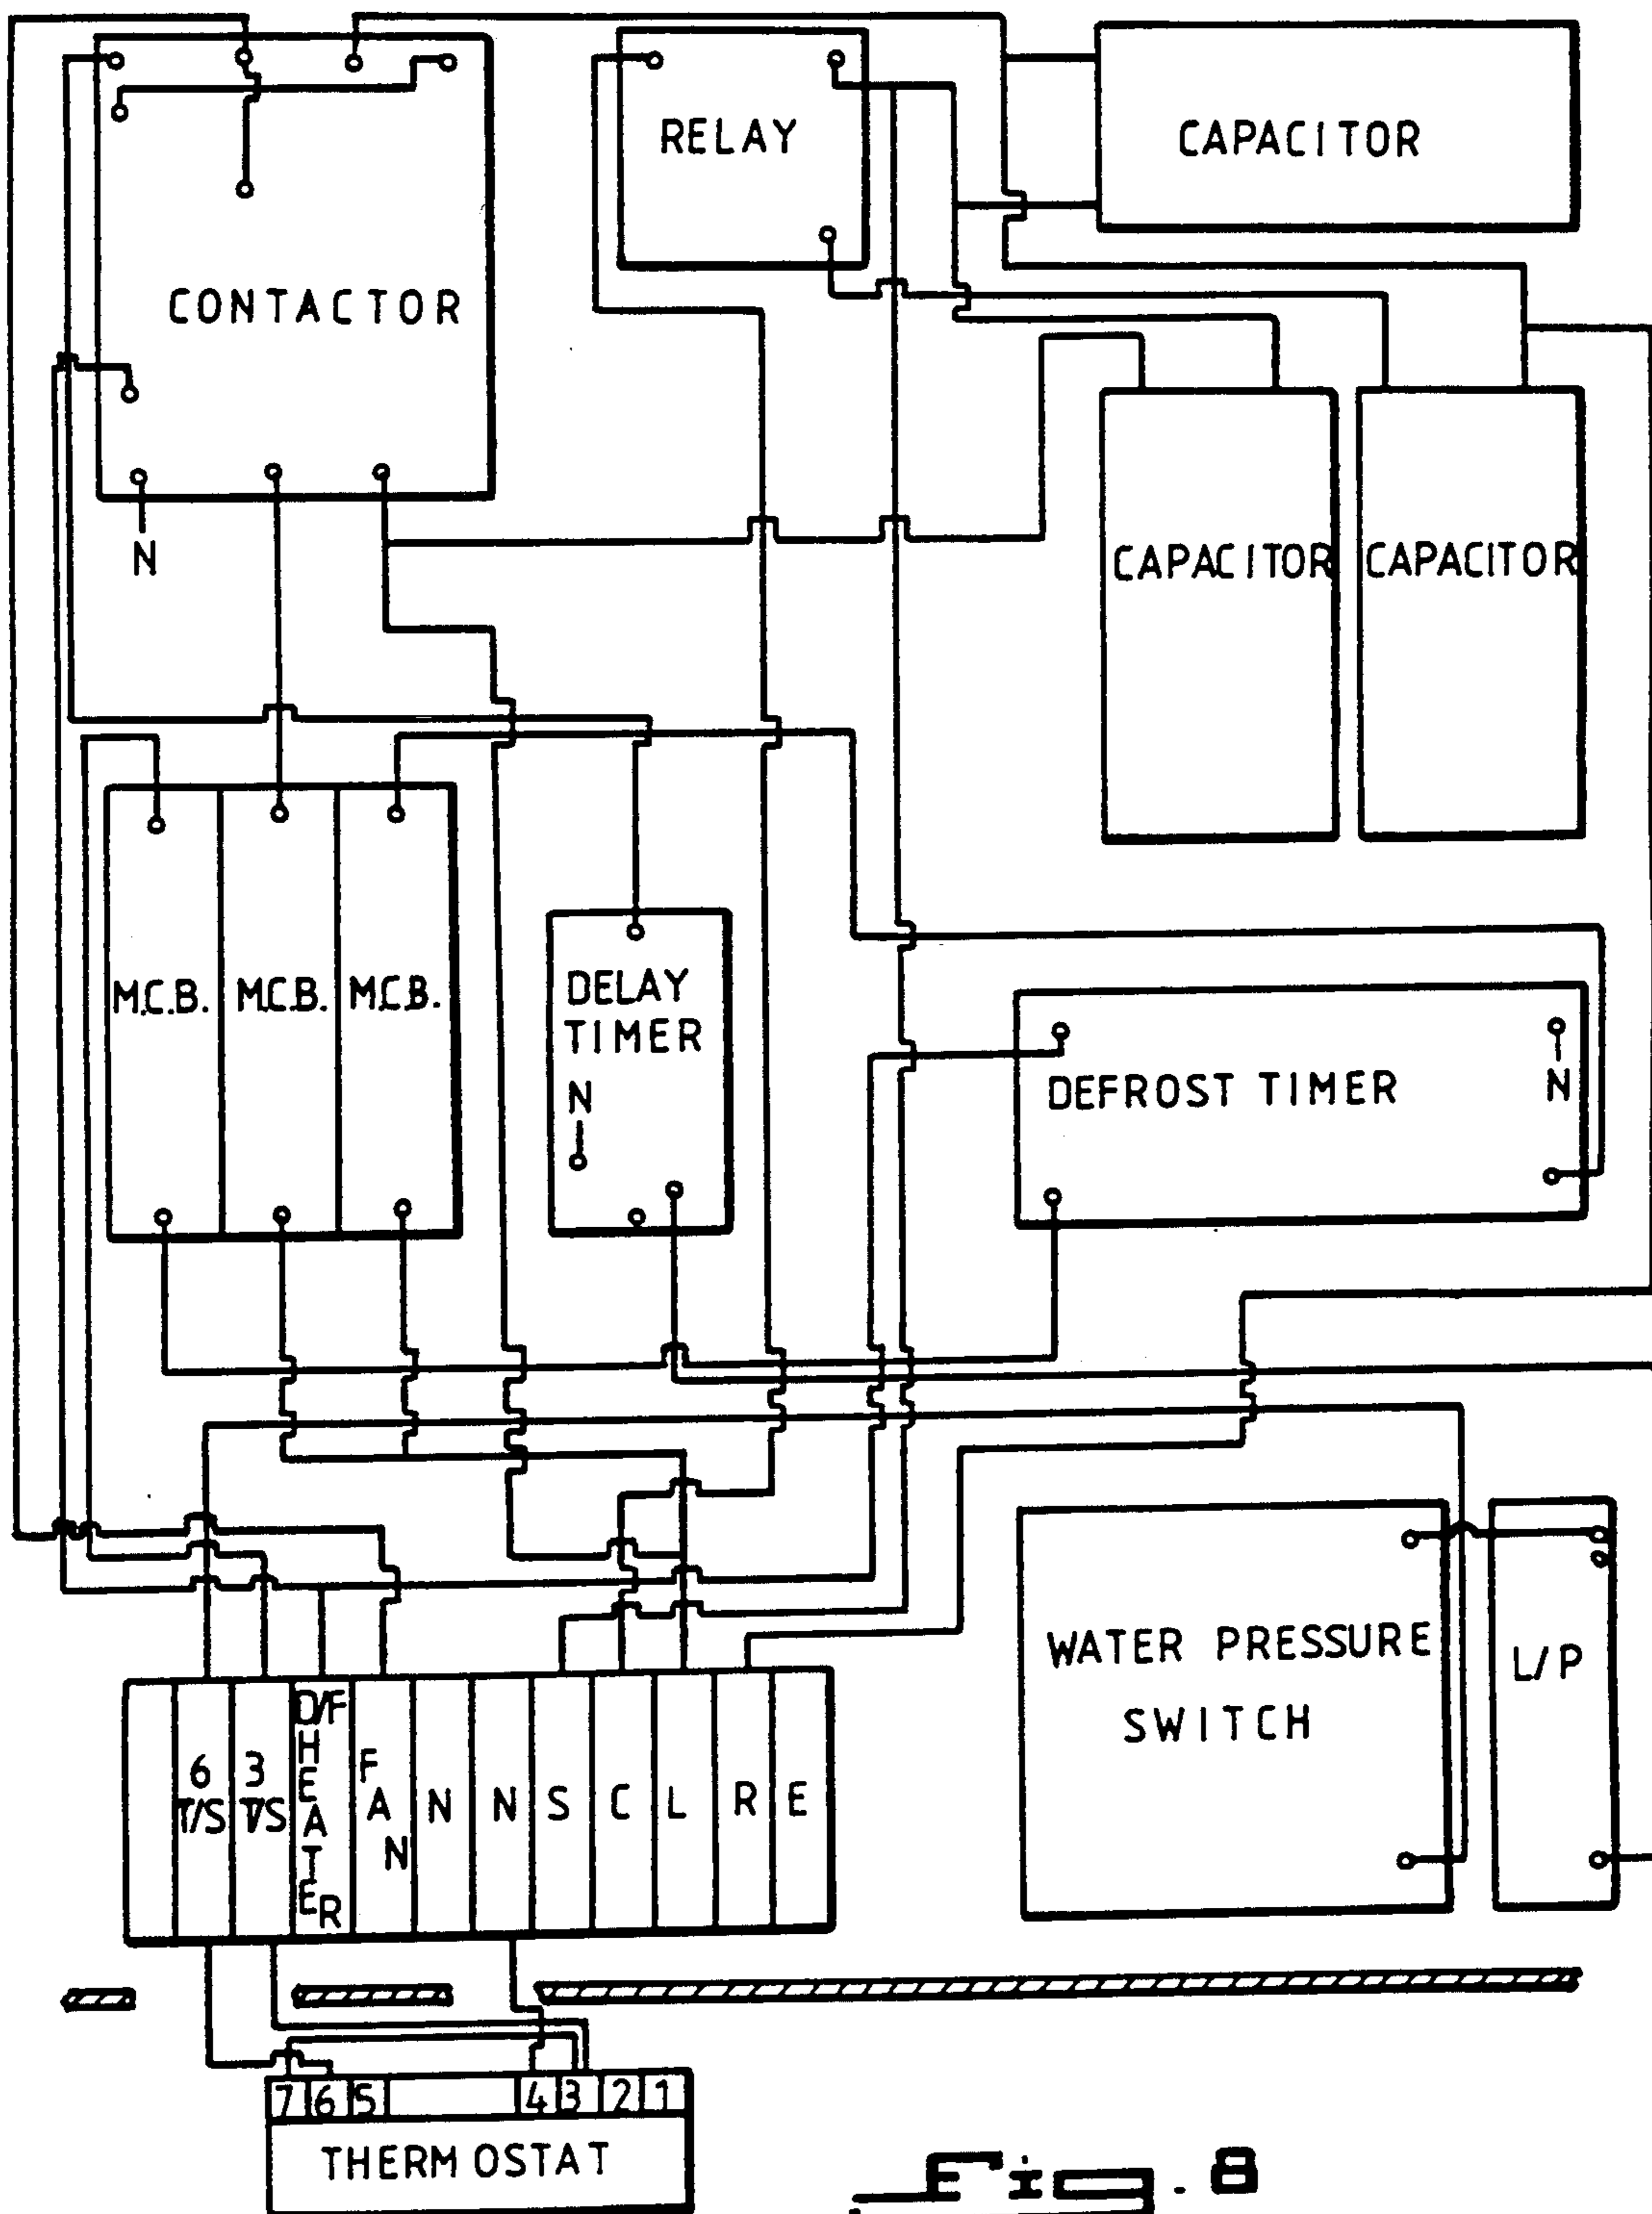 RELAY
CAPACITOR
CONTACTOR
N
CAPACITOR
CAPACITOR
M.C.B.
M.C.B.
M.C.B.
DELAY
TIMER
N
DEFROST TIMER
N
WATER PRESSURE
SWITCH
L/P
6
T/S
3
T/S
D/F
HEATER
FAN
N
N
S
C
L
R
E
7 6 5 4 3 2 1
THERMOSTAT
Fig. 8